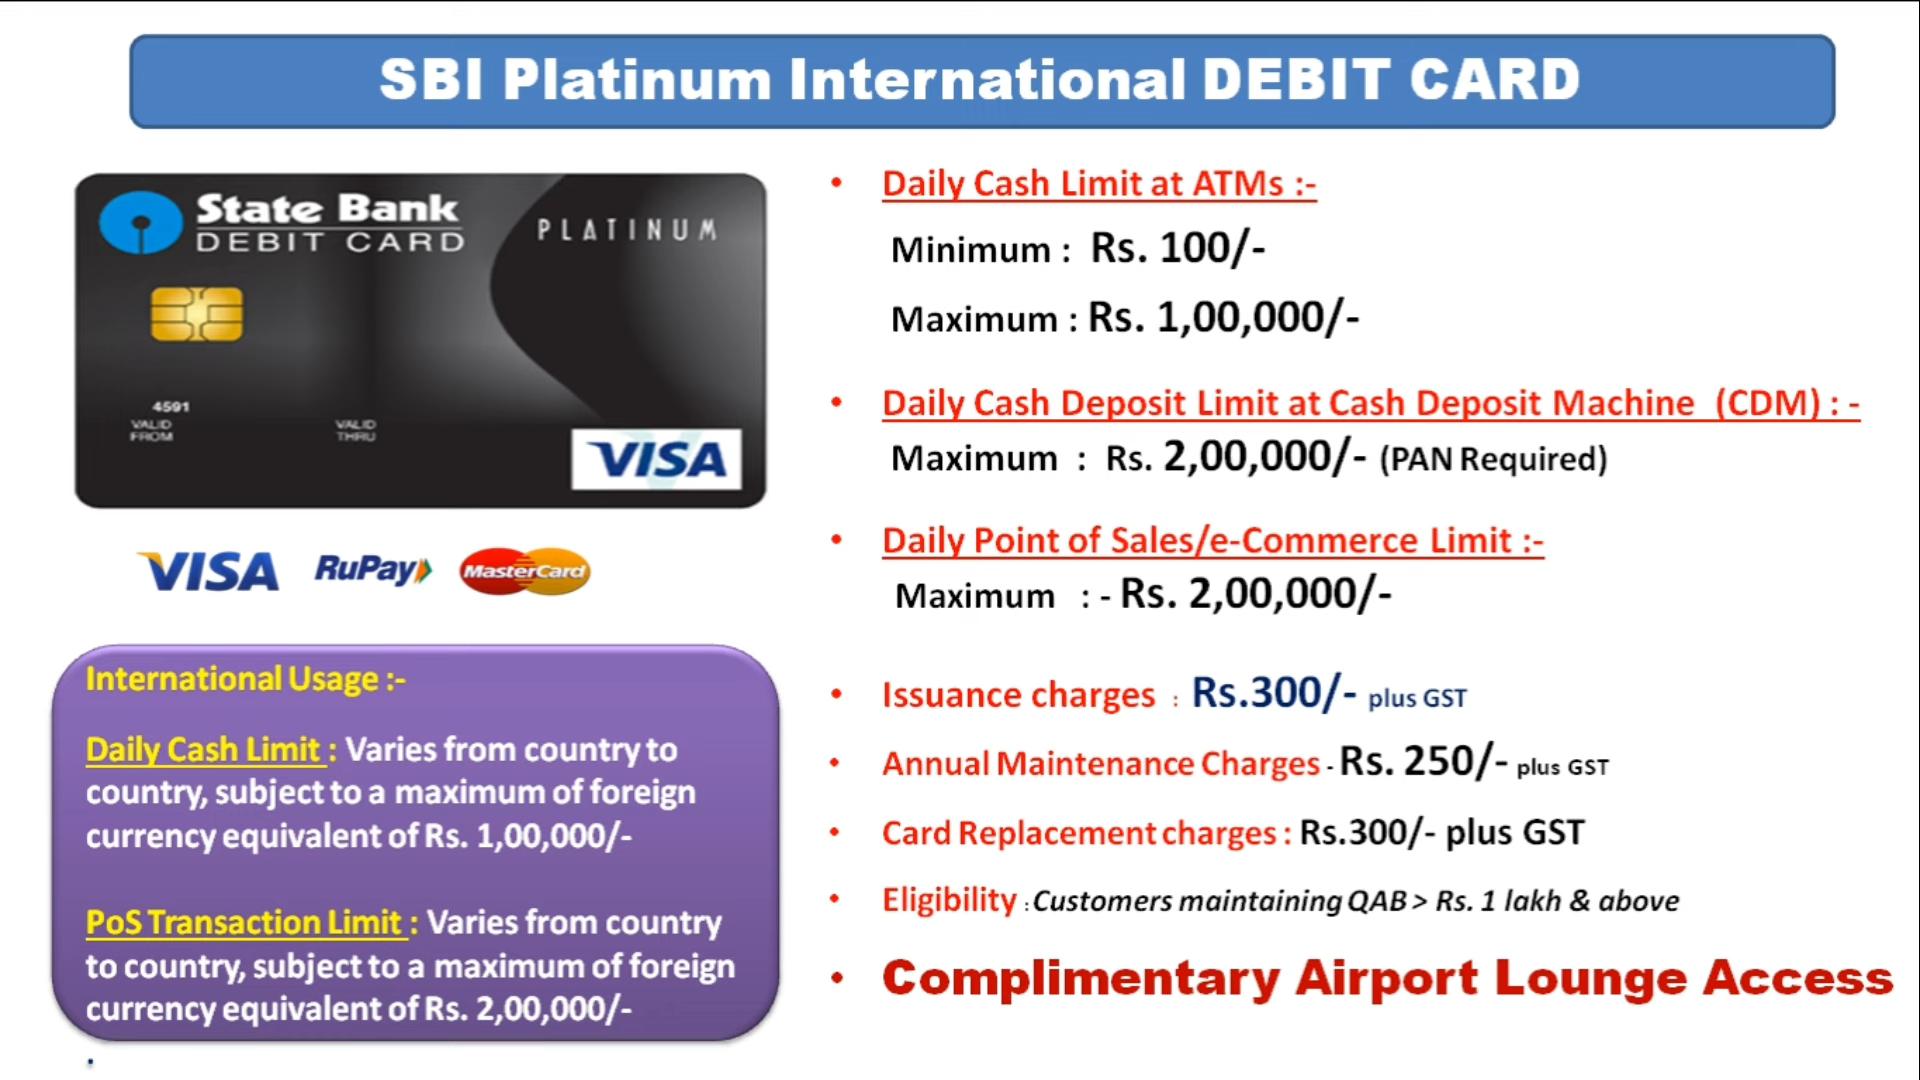 SBI Platinum International DEBIT CARD
State Bank
DEBIT CARD
PLATINUM
4591
VALID
FROM
VALID
THRU
VISA
VISA RuPay MasterCard
International Usage :-
Daily Cash Limit : Varies from country to
country, subject to a maximum of foreign
currency equivalent of Rs. 1,00,000/-
PoS Transaction Limit : Varies from country
to country, subject to a maximum of foreign
currency equivalent of Rs. 2,00,000/-
.
• Daily Cash Limit at ATMs :-
Minimum : Rs. 100/-
Maximum : Rs. 1,00,000/-
• Daily Cash Deposit Limit at Cash Deposit Machine (CDM) : -
Maximum : Rs. 2,00,000/- (PAN Required)
• Daily Point of Sales/e-Commerce Limit :-
Maximum : - Rs. 2,00,000/-
• Issuance charges : Rs.300/- plus GST
• Annual Maintenance Charges - Rs. 250/- plus GST
• Card Replacement charges : Rs.300/- plus GST
• Eligibility : Customers maintaining QAB > Rs. 1 lakh & above
• Complimentary Airport Lounge Access